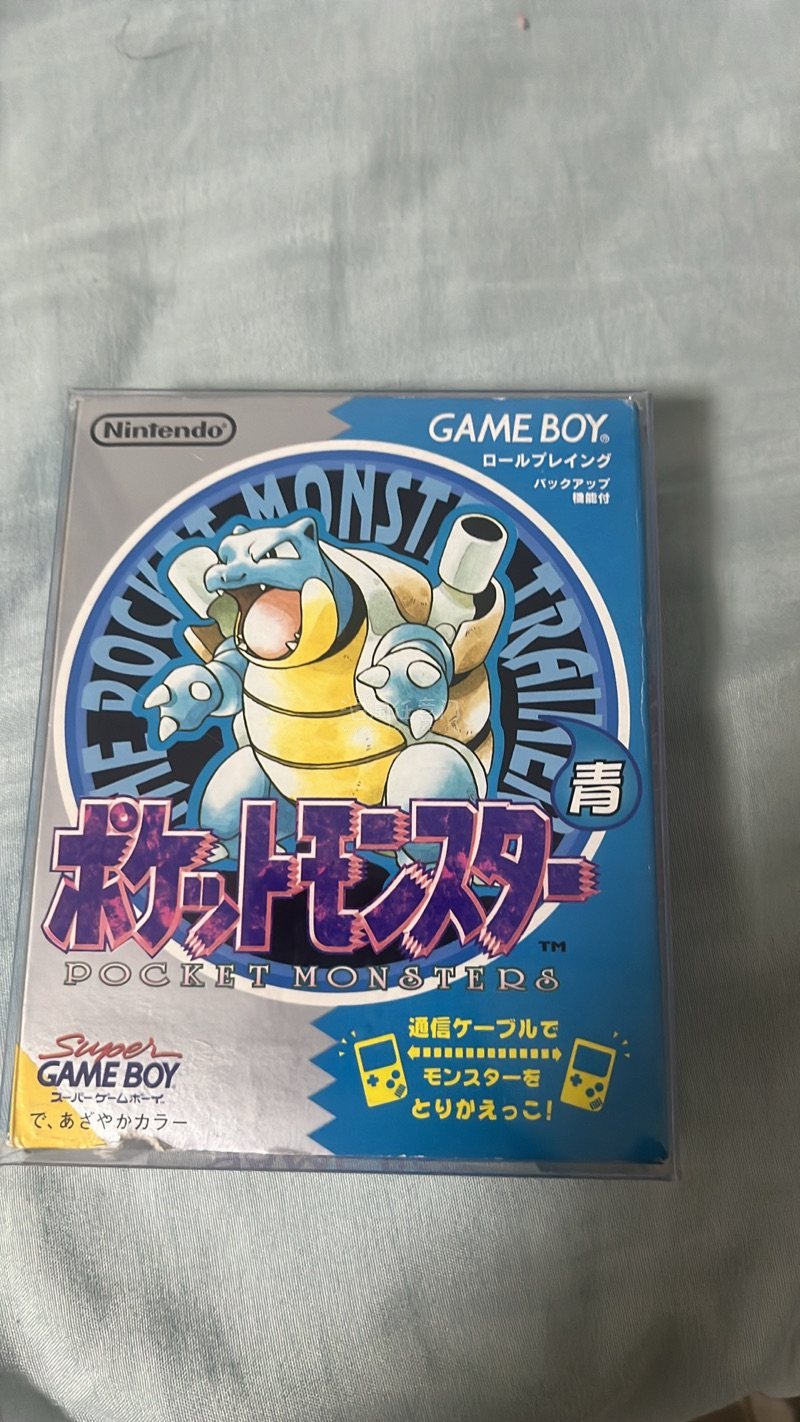 Nintendo®
GAME BOY®
ロールプレイング
バックアップ
機能付
THE POCKET MONSTER TRAINER
青
ポケットモンスター
TM
POCKET MONSTERS
通信ケーブルで
モンスターを
とりかえっこ!
Super
GAME BOY
スーパーゲームボーイ
で、あざやかカラー